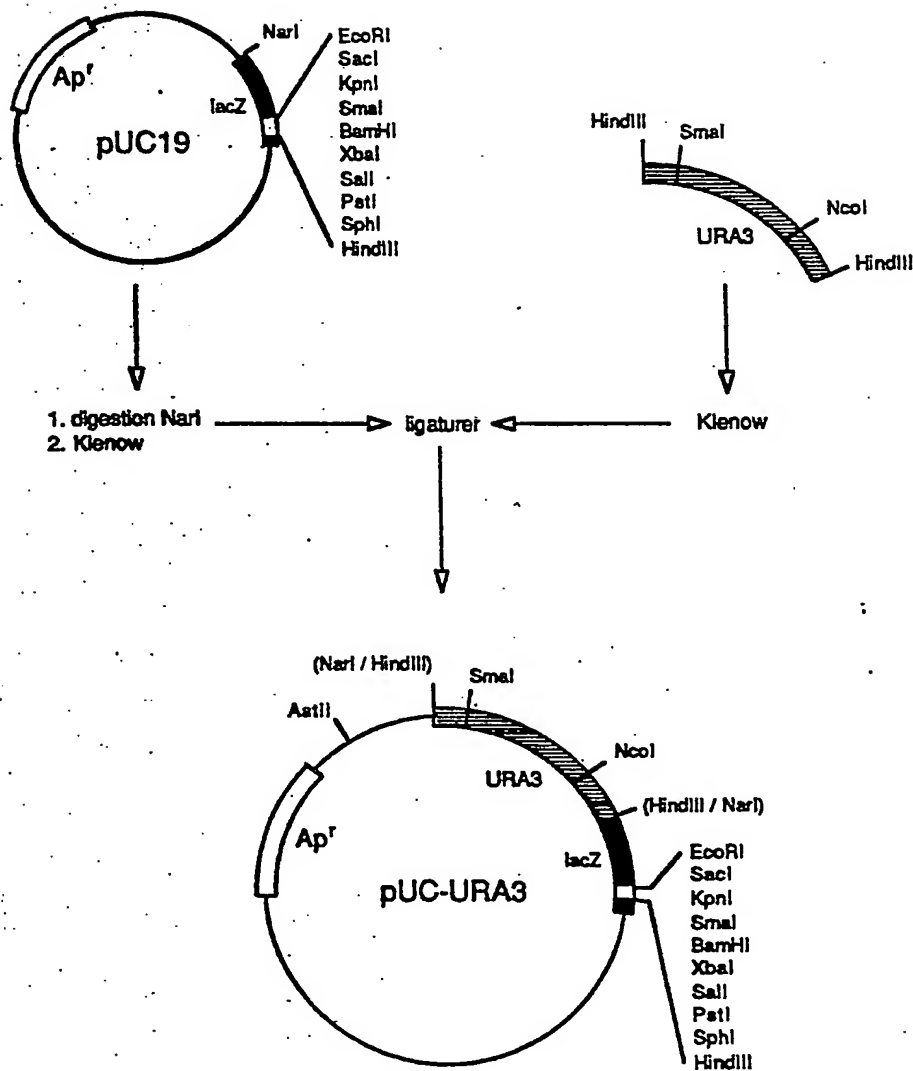 NarI
EcoRI
SacI
KpnI
SmaI
BamHI
XbaI
SalI
PstI
SphI
HindIII
Apr
lacZ
pUC19
HindIII
SmaI
NcoI
URA3
HindIII
1. digestion NarI
2. Klenow
ligaturer
Klenow
(NarI / HindIII)
SmaI
AatII
NcoI
URA3
(HindIII / NarI)
Apr
lacZ
pUC-URA3
EcoRI
SacI
KpnI
SmaI
BamHI
XbaI
SalI
PstI
SphI
HindIII